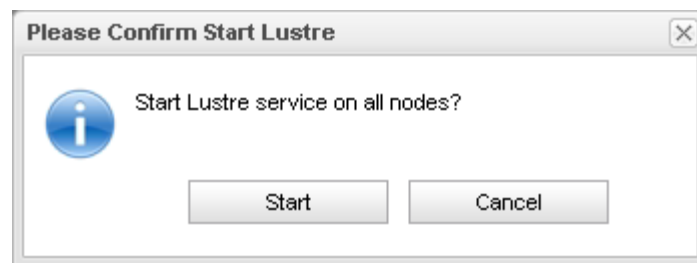 Please Confirm Start Lustre
Start Lustre service on all nodes?
Start
Cancel